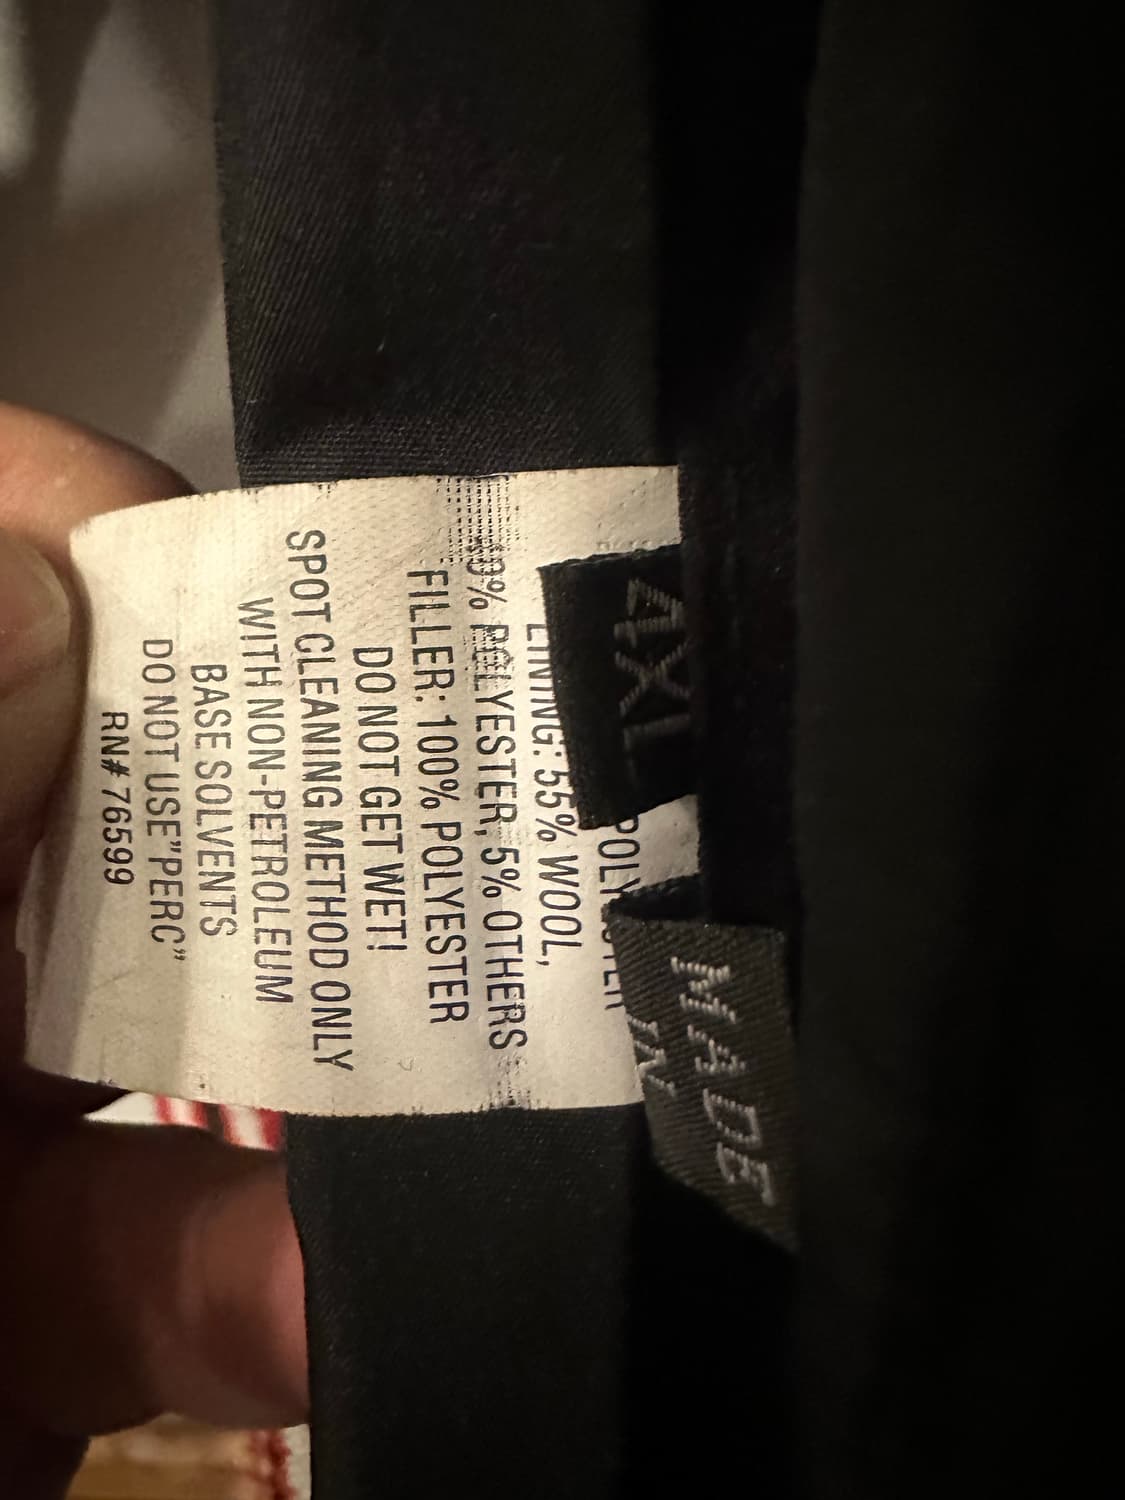 4XL
MADE
IN
LINING: 55% WOOL,
40% POLYESTER, 5% OTHERS
FILLER: 100% POLYESTER
DO NOT GET WET!
SPOT CLEANING METHOD ONLY
WITH NON-PETROLEUM
BASE SOLVENTS
DO NOT USE"PERC"
RN# 76599